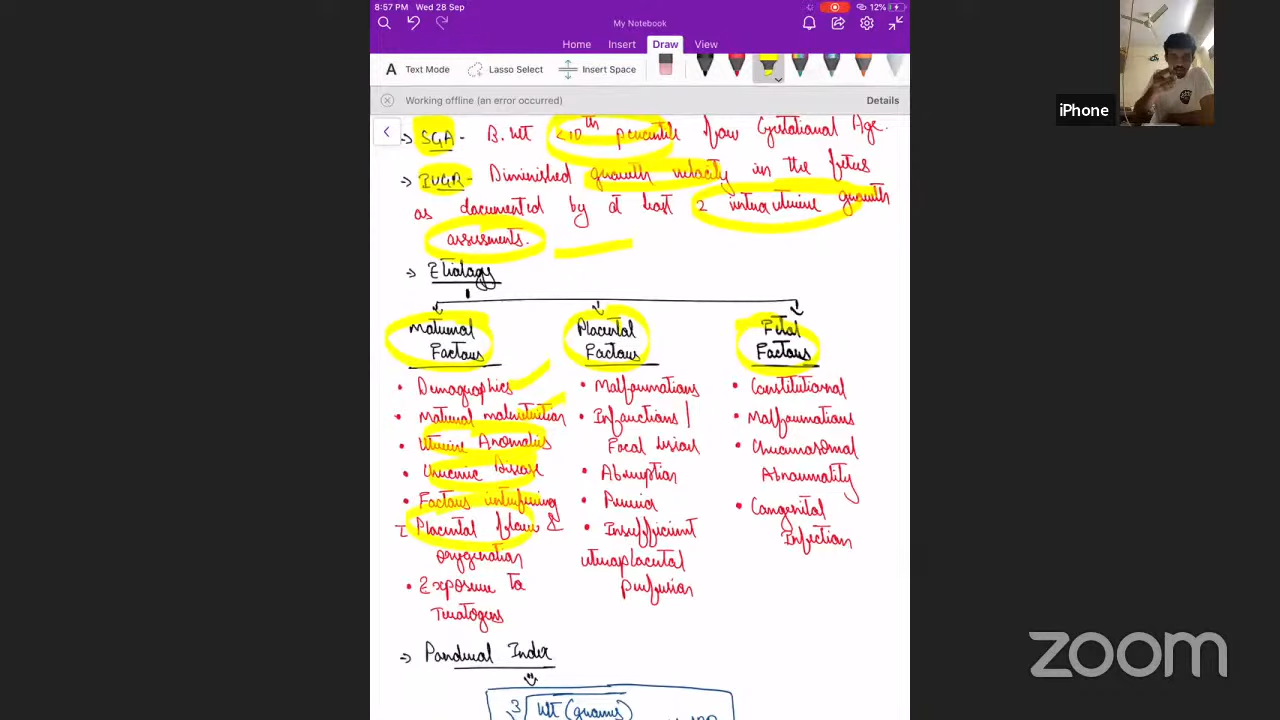 8:57 PM Wed 28 Sep
12%
My Notebook
Home Insert Draw View
Text Mode Lasso Select Insert Space
Working offline (an error occurred) Details
iPhone
→ SGA - B.Wt <10th percentile for Gestational Age.
→ IUGR - Diminished growth velocity in the fetus
as documented by at least 2 intrauterine growth
assessments.
→ Etiology
Maternal
Factors
• Demographics
• Maternal malnutrition
• Uterine Anomalies
• Chronic Disease
• Factors interfering
Placental flow &
oxygenation
• Exposure to
Teratogens
Placental
Factors
• Malformations
• Infarctions /
Focal lesion
• Abruption
• Previa
• Insufficient
uteroplacental
perfusion
Fetal
Factors
• Constitutional
• Malformations
• Chromosomal
Abnormality
• Congenital
Infection
→ Ponderal Index
3 Wt (grams)
zoom